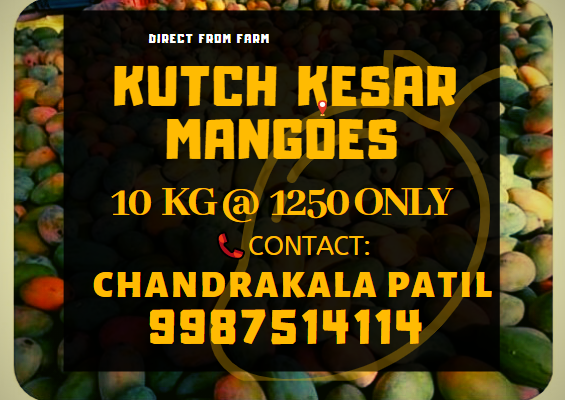 DIRECT FROM FARM
KUTCH KESAR
MANGOES
10 KG @ 1250 ONLY
CONTACT:
CHANDRAKALA PATIL
9987514114